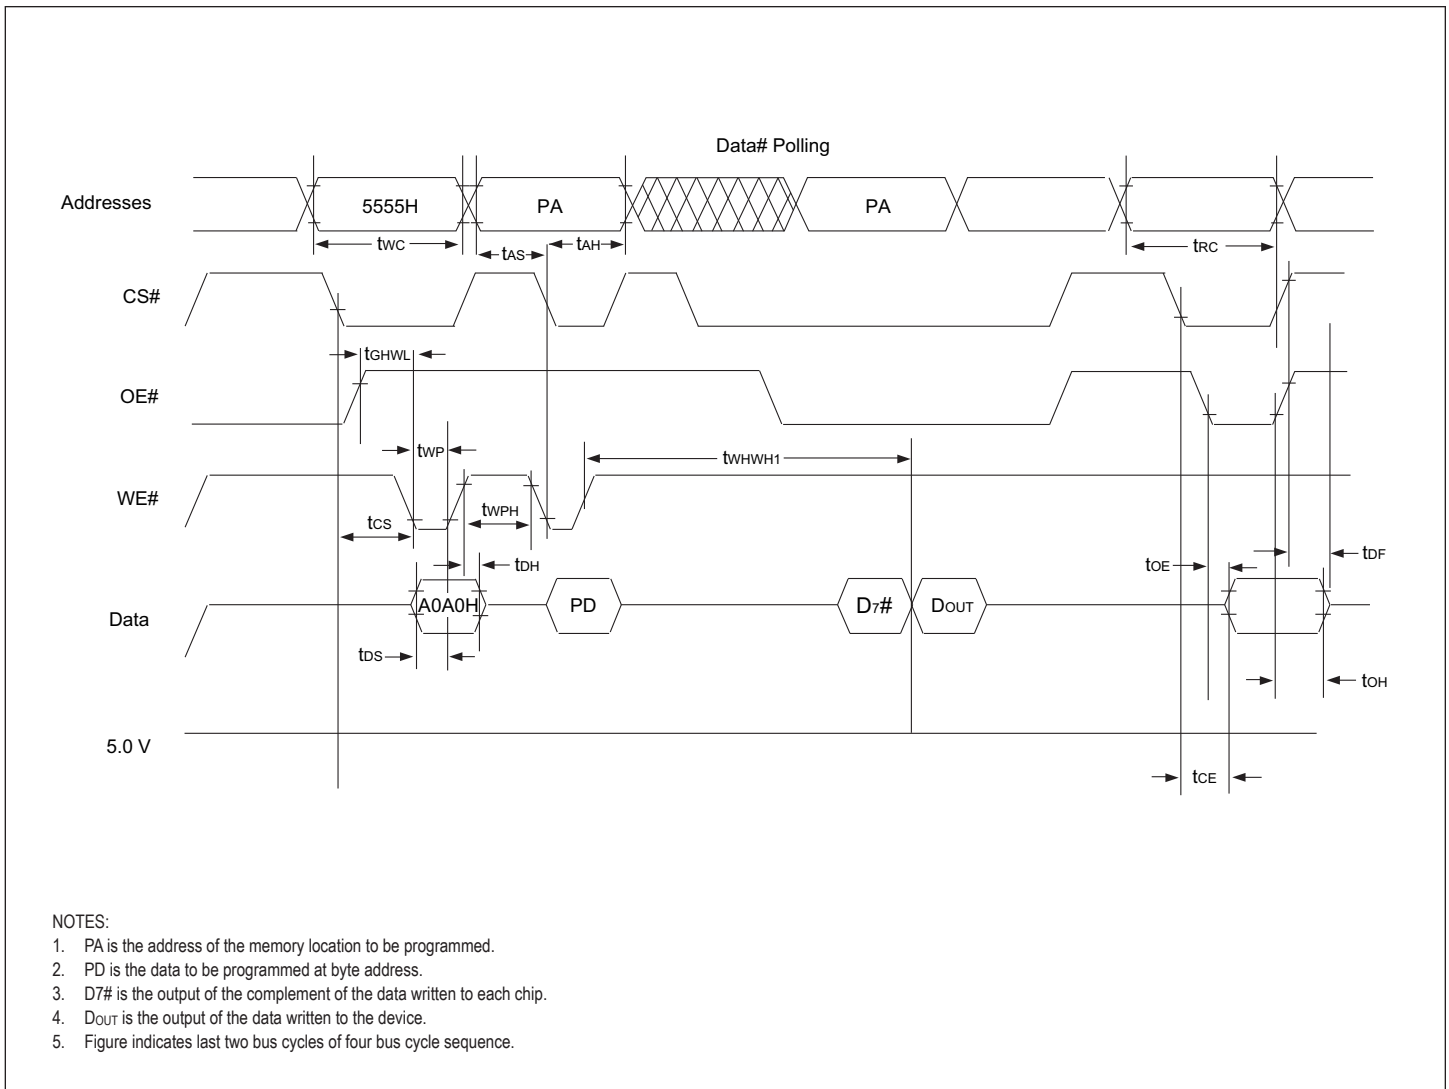 Data# Polling
Addresses
5555H
PA
PA
tWC
tAS
tAH
tRC
CS#
tGHWL
OE#
tWP
tWHWH1
WE#
tCS
tWPH
tDH
tOE
tDF
Data
A0A0H
PD
D7#
DOUT
tDS
tOH
5.0 V
tCE
NOTES:
1. PA is the address of the memory location to be programmed.
2. PD is the data to be programmed at byte address.
3. D7# is the output of the complement of the data written to each chip.
4. DOUT is the output of the data written to the device.
5. Figure indicates last two bus cycles of four bus cycle sequence.